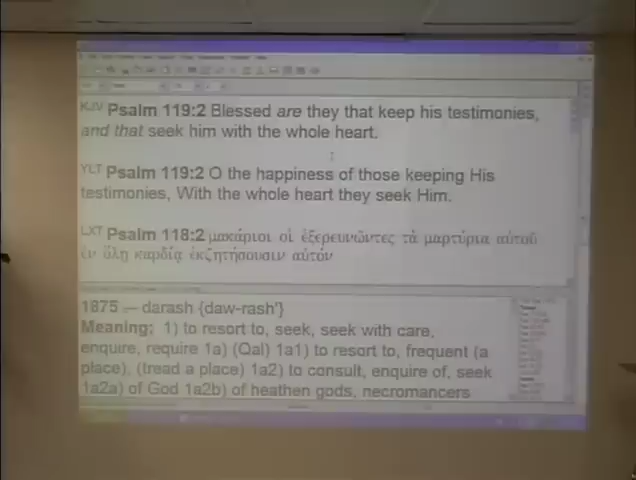 KJV Psalm 119:2 Blessed are they that keep his testimonies,
and that seek him with the whole heart.
YLT Psalm 119:2 O the happiness of those keeping His
testimonies, With the whole heart they seek Him.
LXT Psalm 118:2 μακάριοι οἱ ἐξερευνῶντες τὰ μαρτύρια αὐτοῦ
ἐν ὅλῃ καρδίᾳ ἐκζητήσουσιν αὐτόν
1875 — darash {daw-rash'}
Meaning: 1) to resort to, seek, seek with care,
enquire, require 1a) (Qal) 1a1) to resort to, frequent (a
place), (tread a place) 1a2) to consult, enquire of, seek
1a2a) of God 1a2b) of heathen gods, necromancers